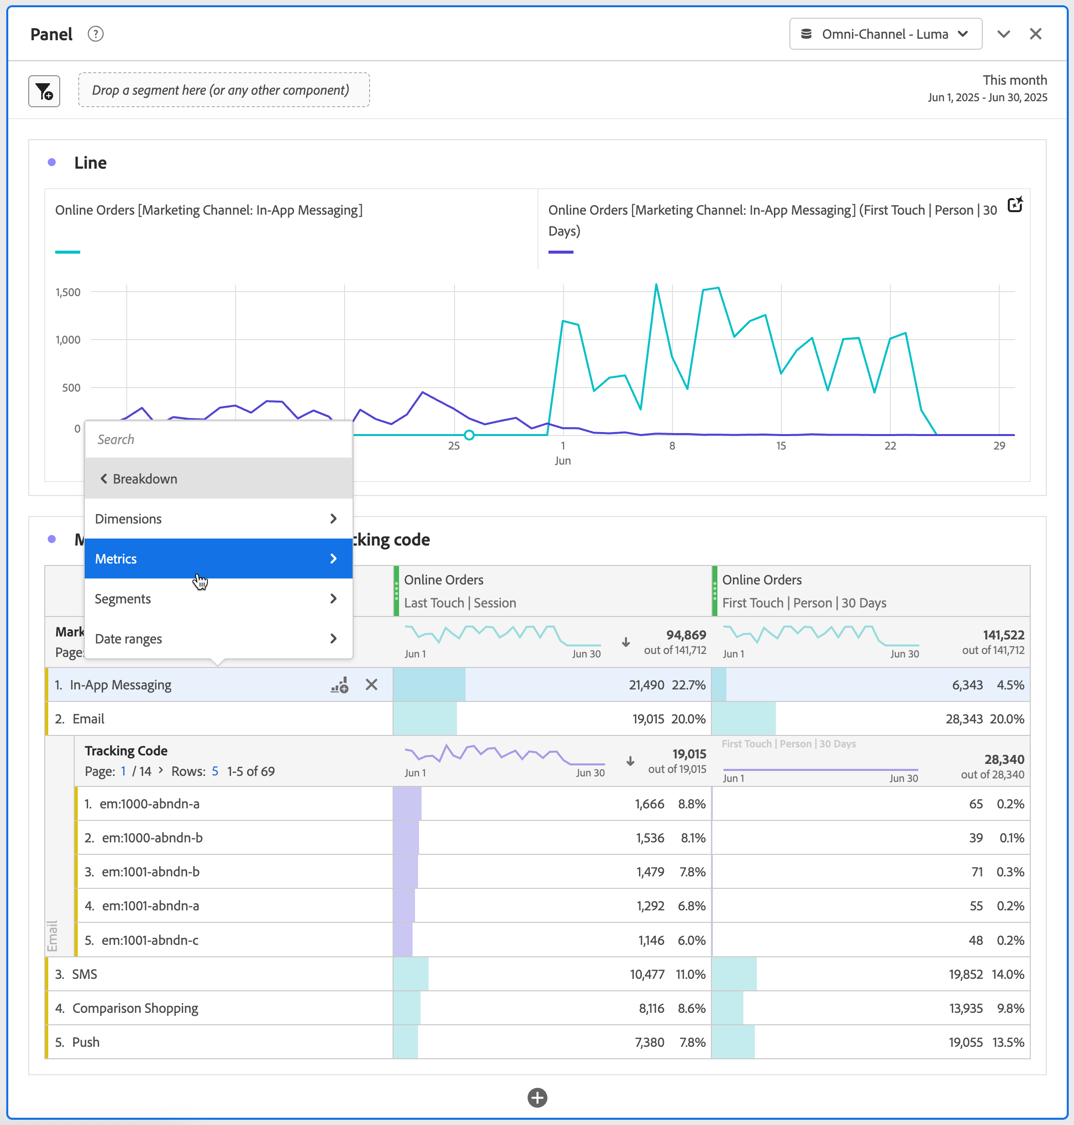 Panel ?
Omni-Channel - Luma
Drop a segment here (or any other component)
This month
Jun 1, 2025 - Jun 30, 2025
Line
Online Orders [Marketing Channel: In-App Messaging]
Online Orders [Marketing Channel: In-App Messaging] (First Touch | Person | 30
Days)
1,500
1,000
500
0
25
1
8
15
22
29
Jun
Search
Breakdown
Dimensions
Metrics
Segments
Date ranges
M
cking code
Online Orders
Last Touch | Session
Online Orders
First Touch | Person | 30 Days
Mark
Page:
Jun 1
Jun 30
94,869
out of 141,712
Jun 1
Jun 30
141,522
out of 141,712
1. In-App Messaging 21,490 22.7% 6,343 4.5%
2. Email 19,015 20.0% 28,343 20.0%
Tracking Code
Page: 1 / 14 > Rows: 5 1-5 of 69
Jun 1
Jun 30
19,015
out of 19,015
First Touch | Person | 30 Days
Jun 1
Jun 30
28,340
out of 28,340
Email
1. em:1000-abndn-a 1,666 8.8% 65 0.2%
2. em:1000-abndn-b 1,536 8.1% 39 0.1%
3. em:1001-abndn-b 1,479 7.8% 71 0.3%
4. em:1001-abndn-a 1,292 6.8% 55 0.2%
5. em:1001-abndn-c 1,146 6.0% 48 0.2%
3. SMS 10,477 11.0% 19,852 14.0%
4. Comparison Shopping 8,116 8.6% 13,935 9.8%
5. Push 7,380 7.8% 19,055 13.5%